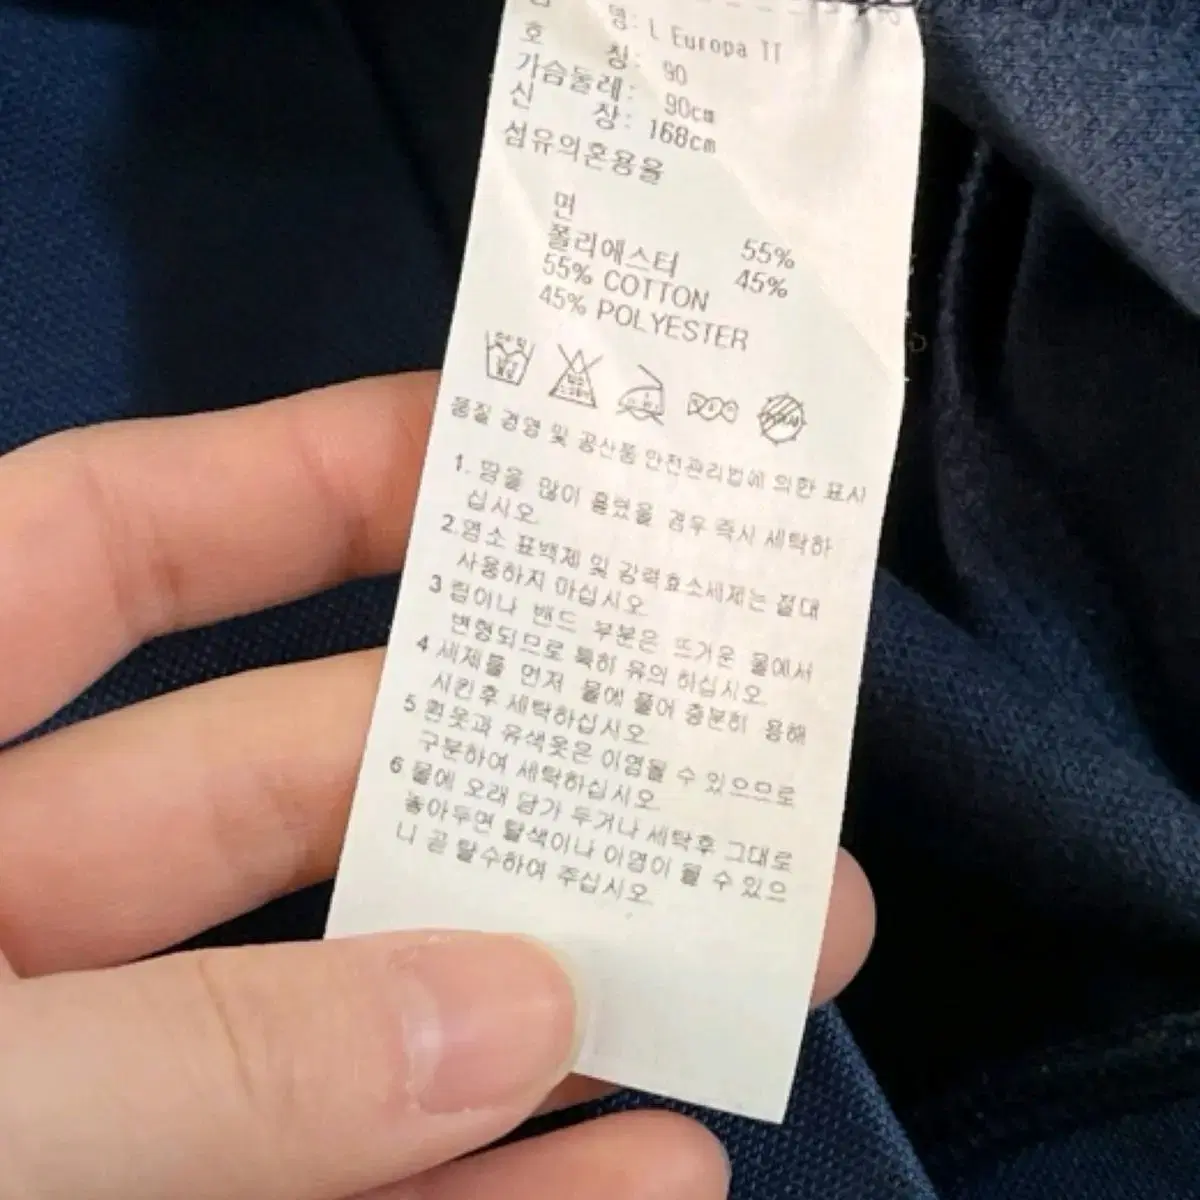 명: L Europa TT
호 칭: 90
가슴둘레: 90cm
신 장: 168cm
섬유의혼용율
면 55%
폴리에스터 45%
55% COTTON
45% POLYESTER
품질 경영 및 공산품 안전관리법에 의한 표시
1. 땀을 많이 흘렸을 경우 즉시 세탁하
십시오.
2.염소 표백제 및 강력효소세제는 절대
사용하지 마십시오.
3 립이나 밴드 부분은 뜨거운 물에서
변형되므로 특히 유의 하십시오.
4 세제를 먼저 물에 풀어 충분히 용해
시킨후 세탁하십시오.
5 흰옷과 유색옷은 이염될 수 있으므로
구분하여 세탁하십시오.
6 물에 오래 담가 두거나 세탁후 그대로
놓아두면 탈색이나 이염이 될 수 있으
니 곧 탈수하여 주십시오.